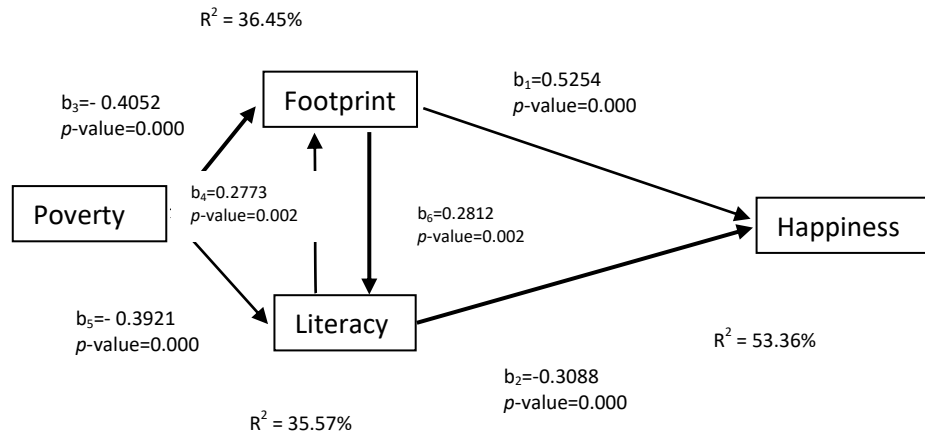 R² = 36.45%
b₁=0.5254
p-value=0.000
Footprint
b₃=- 0.4052
p-value=0.000
b₄=0.2773
p-value=0.002
Poverty
b₆=0.2812
p-value=0.002
Happiness
b₅=- 0.3921
p-value=0.000
Literacy
R² = 53.36%
b₂=-0.3088
p-value=0.000
R² = 35.57%